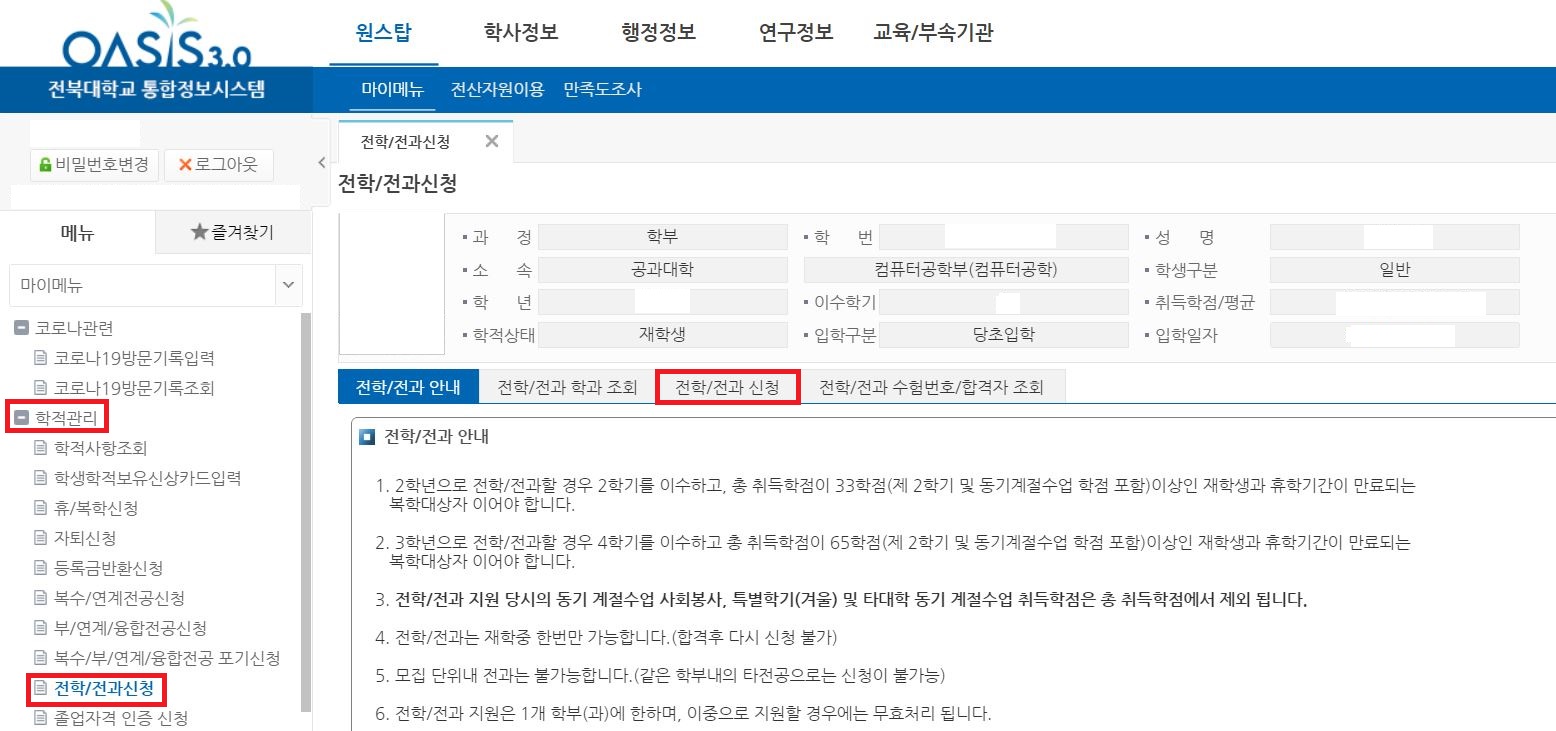 원스탑 학사정보 행정정보 연구정보 교육/부속기관
OASIS 3.0
전북대학교 통합정보시스템
마이메뉴 전산자원이용 만족도조사
비밀번호변경 로그아웃
메뉴 ★즐겨찾기
마이메뉴
코로나관련
코로나19방문기록입력
코로나19방문기록조회
학적관리
학적사항조회
학생학적보유신상카드입력
휴/복학신청
자퇴신청
등록금반환신청
복수/연계전공신청
부/연계/융합전공신청
복수/부/연계/융합전공 포기신청
전학/전과신청
졸업자격 인증 신청
전학/전과신청
전학/전과신청
과 정 학부 학 번 성 명
소 속 공과대학 컴퓨터공학부(컴퓨터공학) 학생구분 일반
학 년 이수학기 취득학점/평균
학적상태 재학생 입학구분 당초입학 입학일자
전학/전과 안내 전학/전과 학과 조회 전학/전과 신청 전학/전과 수험번호/합격자 조회
전학/전과 안내
1. 2학년으로 전학/전과할 경우 2학기를 이수하고, 총 취득학점이 33학점(제 2학기 및 동기계절수업 학점 포함)이상인 재학생과 휴학기간이 만료되는
복학대상자 이어야 합니다.
2. 3학년으로 전학/전과할 경우 4학기를 이수하고 총 취득학점이 65학점(제 2학기 및 동기계절수업 학점 포함)이상인 재학생과 휴학기간이 만료되는
복학대상자 이어야 합니다.
3. 전학/전과 지원 당시의 동기 계절수업 사회봉사, 특별학기(겨울) 및 타대학 동기 계절수업 취득학점은 총 취득학점에서 제외 됩니다.
4. 전학/전과는 재학중 한번만 가능합니다.(합격후 다시 신청 불가)
5. 모집 단위내 전과는 불가능합니다.(같은 학부내의 타전공으로는 신청이 불가능)
6. 전학/전과 지원은 1개 학부(과)에 한하며, 이중으로 지원할 경우에는 무효처리 됩니다.